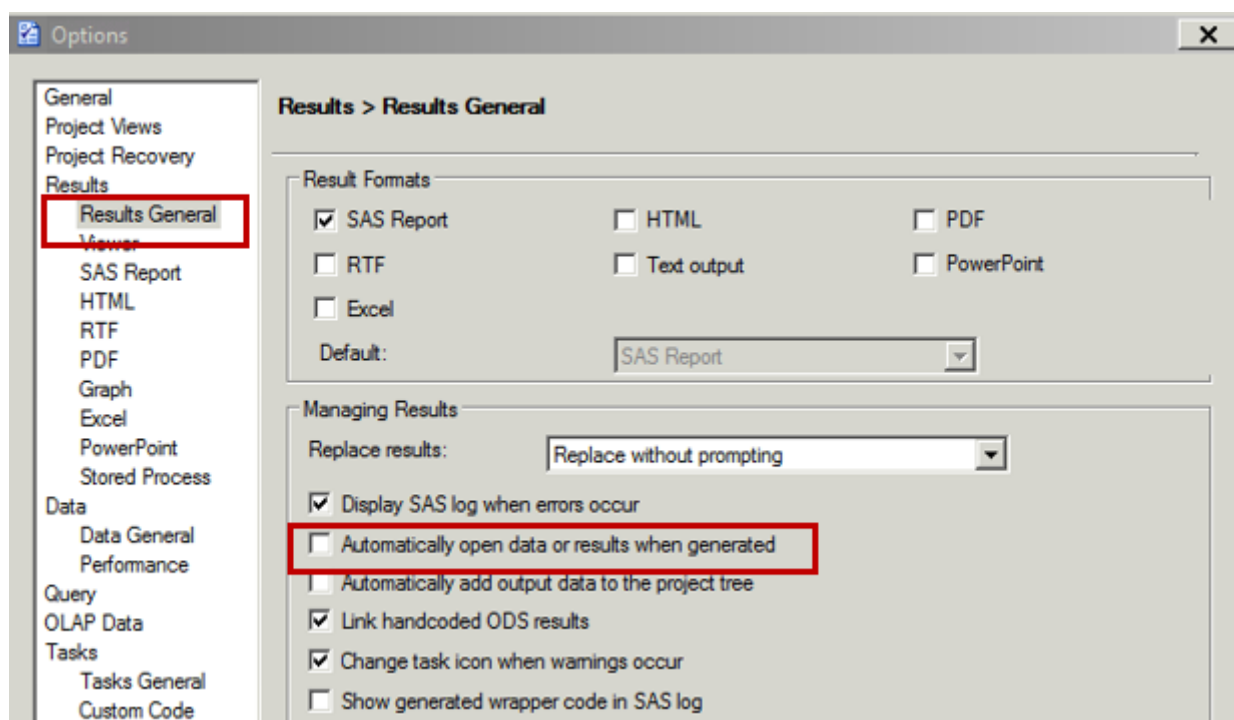 Options
General
Project Views
Project Recovery
Results
Results General
Viewer
SAS Report
HTML
RTF
PDF
Graph
Excel
PowerPoint
Stored Process
Data
Data General
Performance
Query
OLAP Data
Tasks
Tasks General
Custom Code
Results > Results General
Result Formats
SAS Report HTML PDF
RTF Text output PowerPoint
Excel
Default: SAS Report
Managing Results
Replace results: Replace without prompting
Display SAS log when errors occur
Automatically open data or results when generated
Automatically add output data to the project tree
Link handcoded ODS results
Change task icon when warnings occur
Show generated wrapper code in SAS log